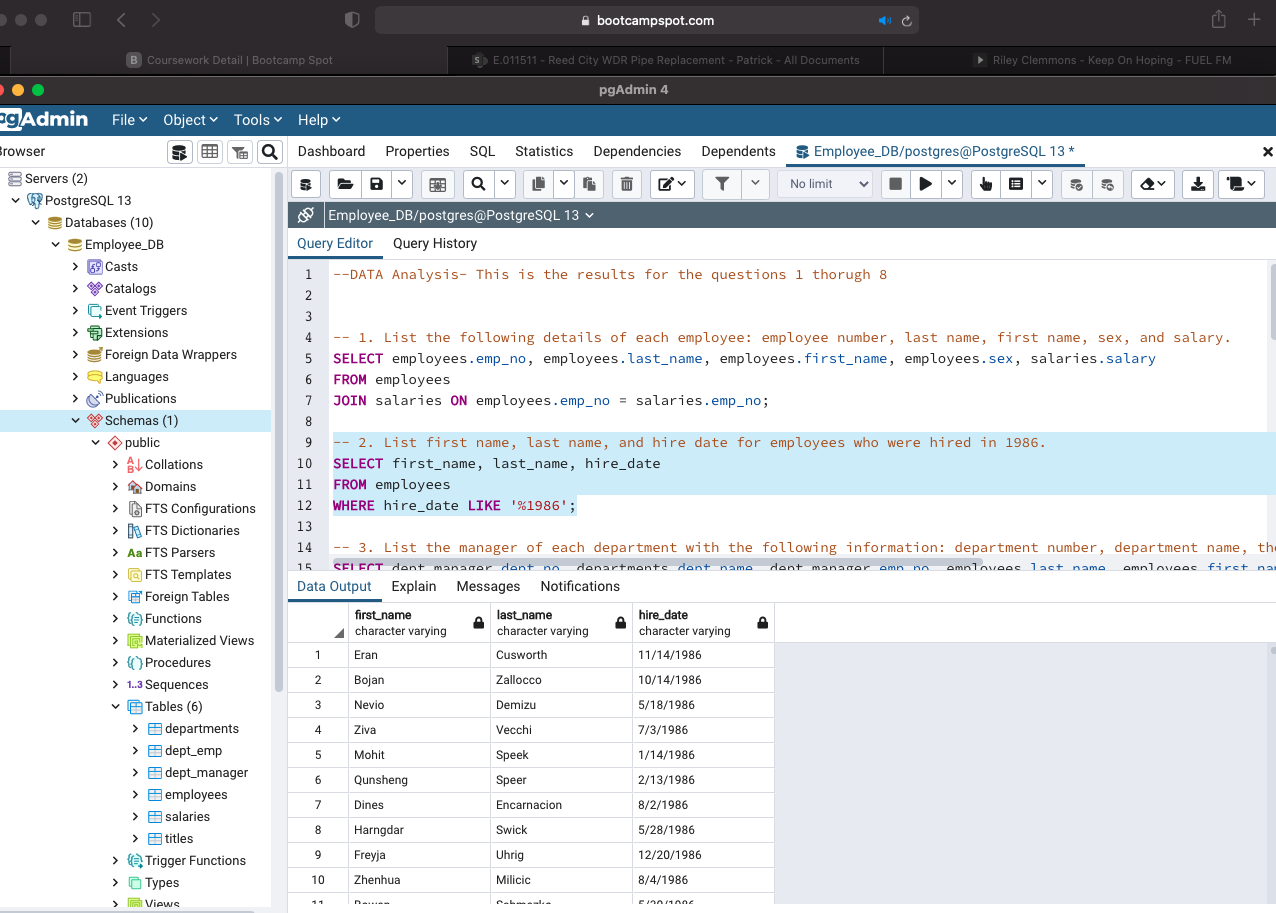 bootcampspot.com
B Coursework Detail | Bootcamp Spot
S E.011511 - Reed City WDR Pipe Replacement - Patrick - All Documents
Riley Clemmons - Keep On Hoping - FUEL FM
pgAdmin 4
pgAdmin File Object Tools Help
Browser
Dashboard Properties SQL Statistics Dependencies Dependents Employee_DB/postgres@PostgreSQL 13 *
No limit
Employee_DB/postgres@PostgreSQL 13
Query Editor Query History
Servers (2)
PostgreSQL 13
Databases (10)
Employee_DB
Casts
Catalogs
Event Triggers
Extensions
Foreign Data Wrappers
Languages
Publications
Schemas (1)
public
Collations
Domains
FTS Configurations
FTS Dictionaries
Aa FTS Parsers
FTS Templates
Foreign Tables
Functions
Materialized Views
Procedures
1..3 Sequences
Tables (6)
departments
dept_emp
dept_manager
employees
salaries
titles
Trigger Functions
Types
Views
1 --DATA Analysis- This is the results for the questions 1 thorugh 8
2
3
4 -- 1. List the following details of each employee: employee number, last name, first name, sex, and salary.
5 SELECT employees.emp_no, employees.last_name, employees.first_name, employees.sex, salaries.salary
6 FROM employees
7 JOIN salaries ON employees.emp_no = salaries.emp_no;
8
9 -- 2. List first name, last name, and hire date for employees who were hired in 1986.
10 SELECT first_name, last_name, hire_date
11 FROM employees
12 WHERE hire_date LIKE '%1986';
13
14 -- 3. List the manager of each department with the following information: department number, department name, th
15 SELECT dept_manager.dept_no, departments.dept_name, dept_manager.emp_no, employees.last_name, employees.first_na
Data Output Explain Messages Notifications
first_name last_name hire_date
character varying character varying character varying
1 Eran Cusworth 11/14/1986
2 Bojan Zallocco 10/14/1986
3 Nevio Demizu 5/18/1986
4 Ziva Vecchi 7/3/1986
5 Mohit Speek 1/14/1986
6 Qunsheng Speer 2/13/1986
7 Dines Encarnacion 8/2/1986
8 Harngdar Swick 5/28/1986
9 Freyja Uhrig 12/20/1986
10 Zhenhua Milicic 8/4/1986
11